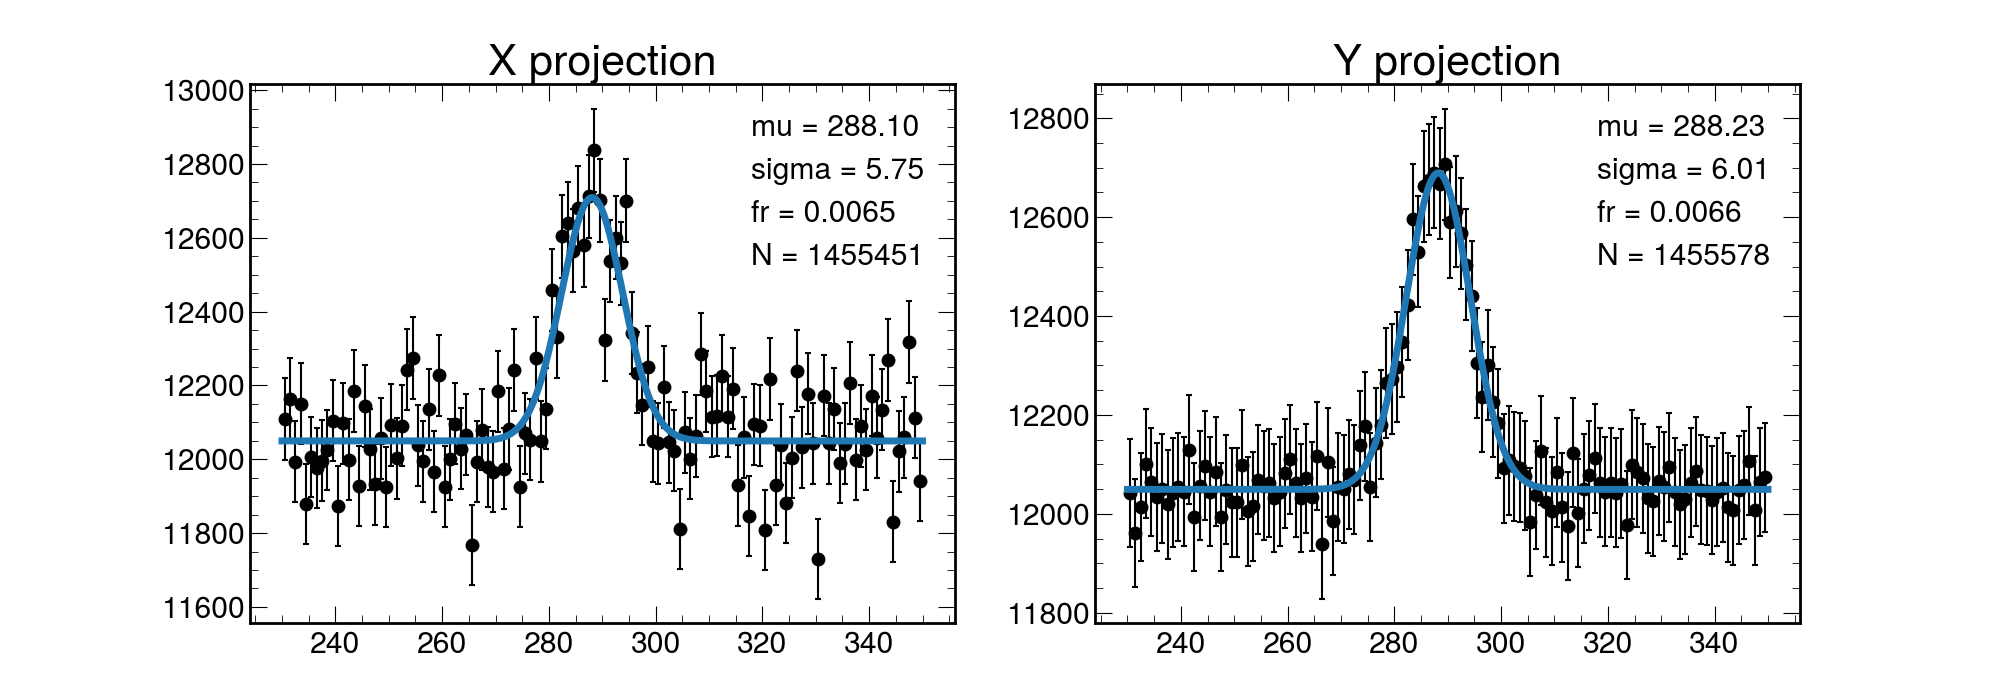 X projection
13000
12800
12600
12400
12200
12000
11800
11600
240 260 280 300 320 340
mu = 288.10
sigma = 5.75
fr = 0.0065
N = 1455451
Y projection
12800
12600
12400
12200
12000
11800
240 260 280 300 320 340
mu = 288.23
sigma = 6.01
fr = 0.0066
N = 1455578